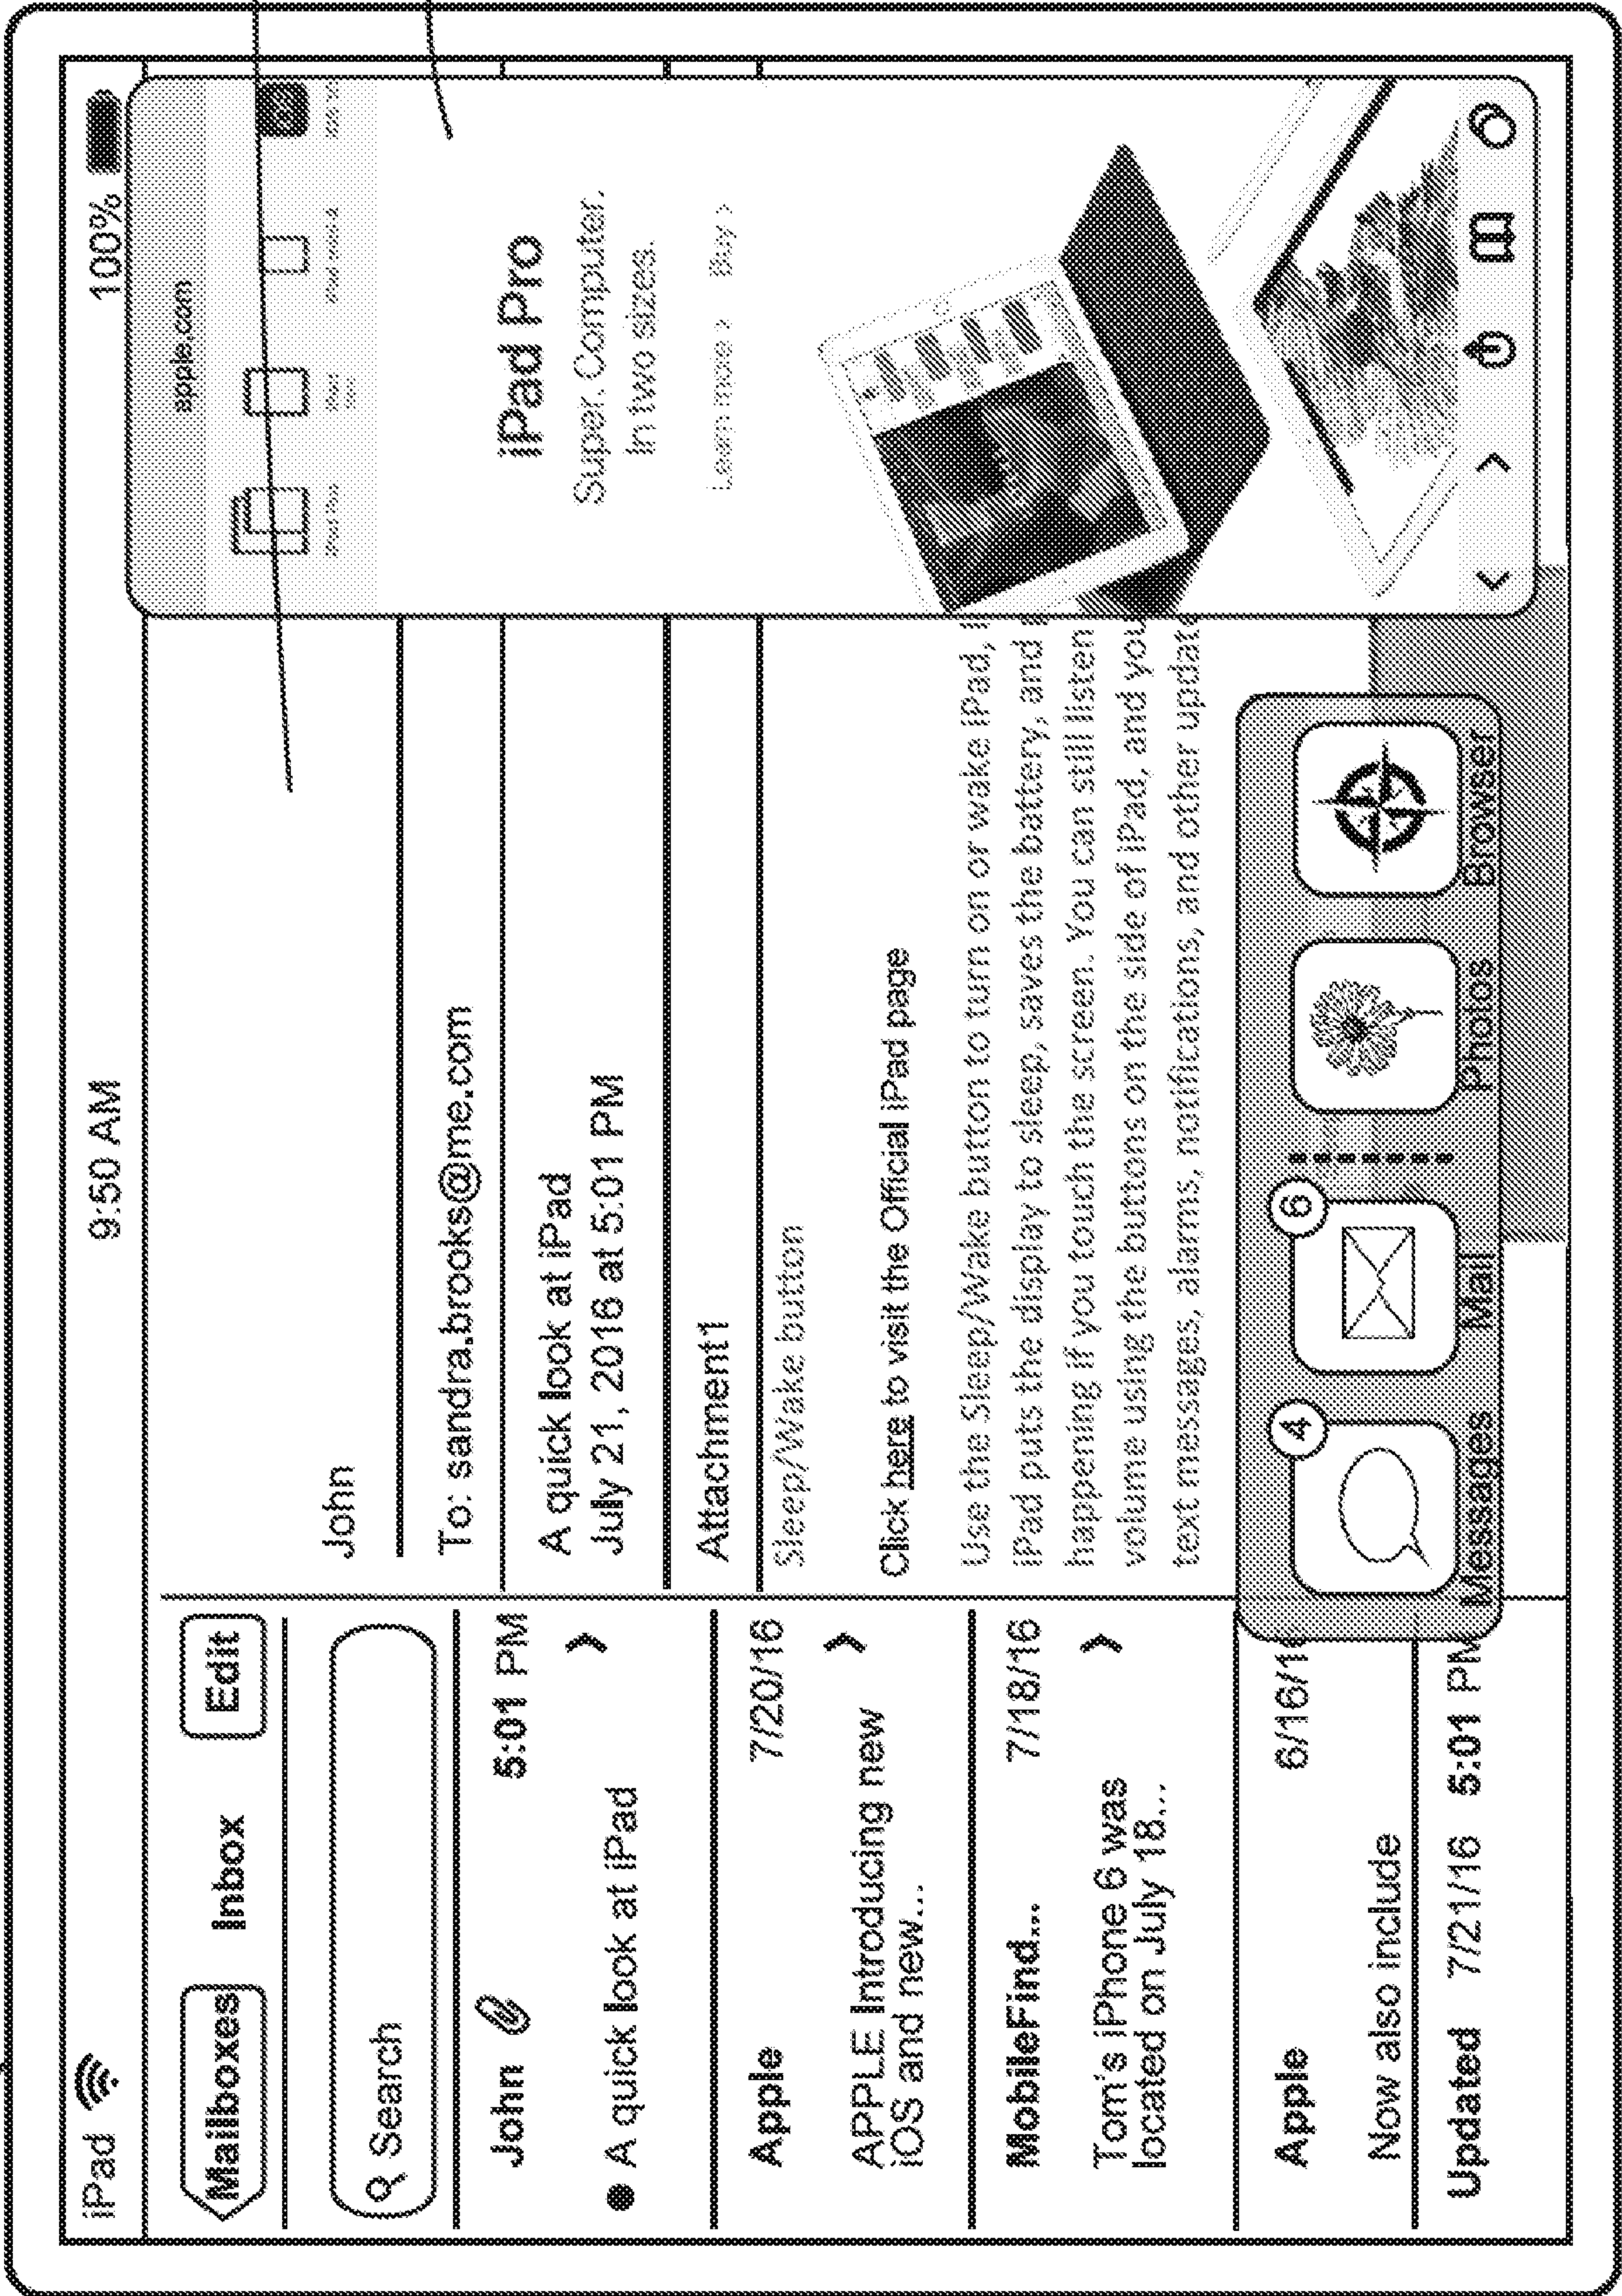 iPad
9:50 AM
100%
Mailboxes
Inbox
Edit
Search
John
5:01 PM
A quick look at iPad
Apple
7/20/16
APPLE Introducing new
iOS and new...
MobileFind...
7/18/16
Tom's iPhone 6 was
located on July 18...
Apple
6/16/1
Now also include
Updated
7/21/16
5:01 PM
John
To: sandra.brooks@me.com
A quick look at iPad
July 21, 2016 at 5:01 PM
Attachment1
Sleep/Wake button
Click here to visit the Official iPad page
Use the Sleep/Wake button to turn on or wake iPad,
iPad puts the display to sleep, saves the battery, and
happening if you touch the screen. You can still listen
volume using the buttons on the side of iPad, and you
text messages, alarms, notifications, and other updat
4
6
Messages
Mail
Photos
Browser
apple.com
iPad Pro
Super. Computer.
In two sizes.
Learn more >
Buy >